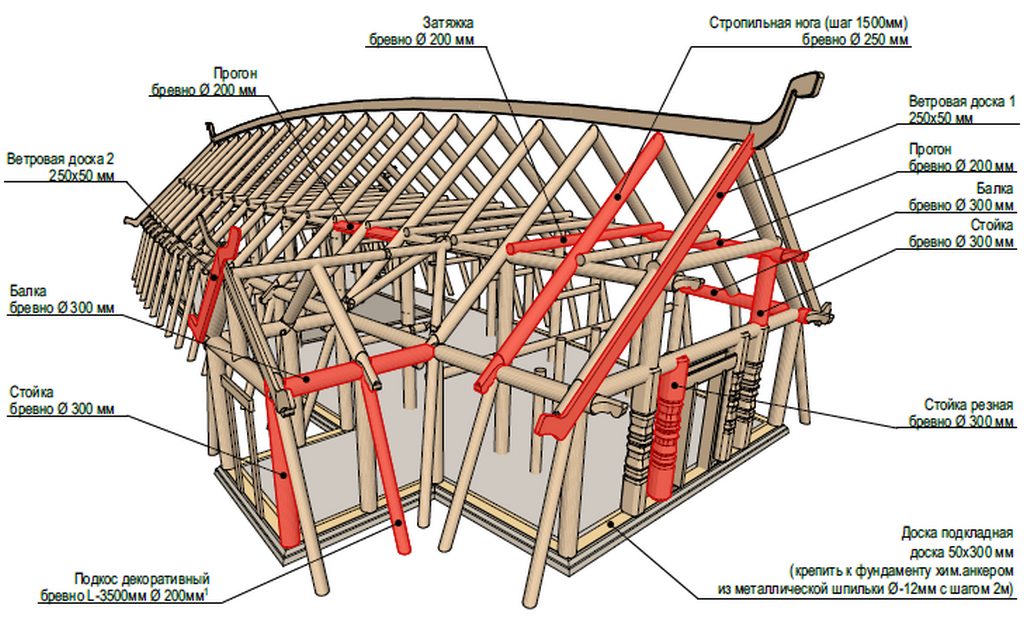 Затяжка
бревно Ø 200 мм
Стропильная нога (шаг 1500мм)
бревно Ø 250 мм
Прогон
бревно Ø 200 мм
Ветровая доска 1
250х50 мм
Ветровая доска 2
250х50 мм
Прогон
бревно Ø 200 мм
Балка
бревно Ø 300 мм
Стойка
бревно Ø 300 мм
Балка
бревно Ø 300 мм
Стойка
бревно Ø 300 мм
Стойка резная
бревно Ø 300 мм
Доска подкладная
доска 50х300 мм
(крепить к фундаменту хим.анкером
из металлической шпильки Ø-12мм с шагом 2м)
Подкос декоративный
бревно L-3500мм Ø 200мм¹